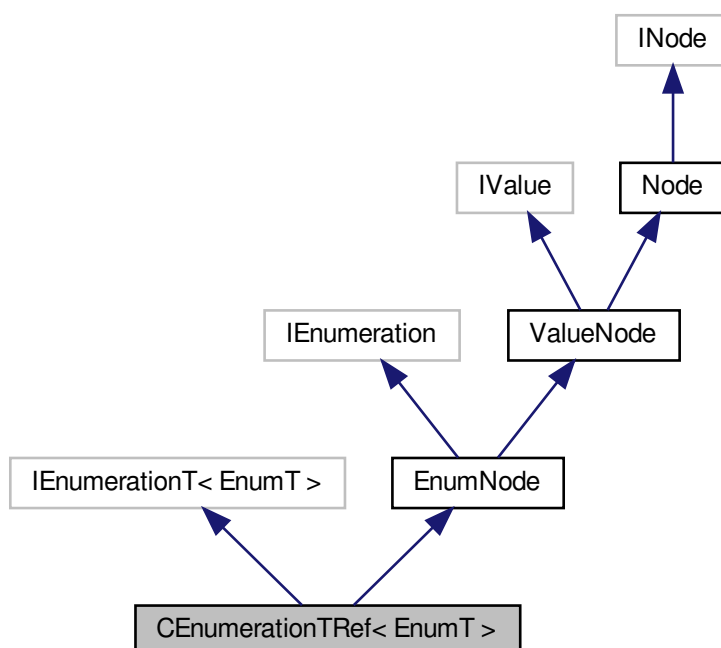 INode
IValue
Node
IEnumeration
ValueNode
IEnumerationT< EnumT >
EnumNode
CEnumerationTRef< EnumT >